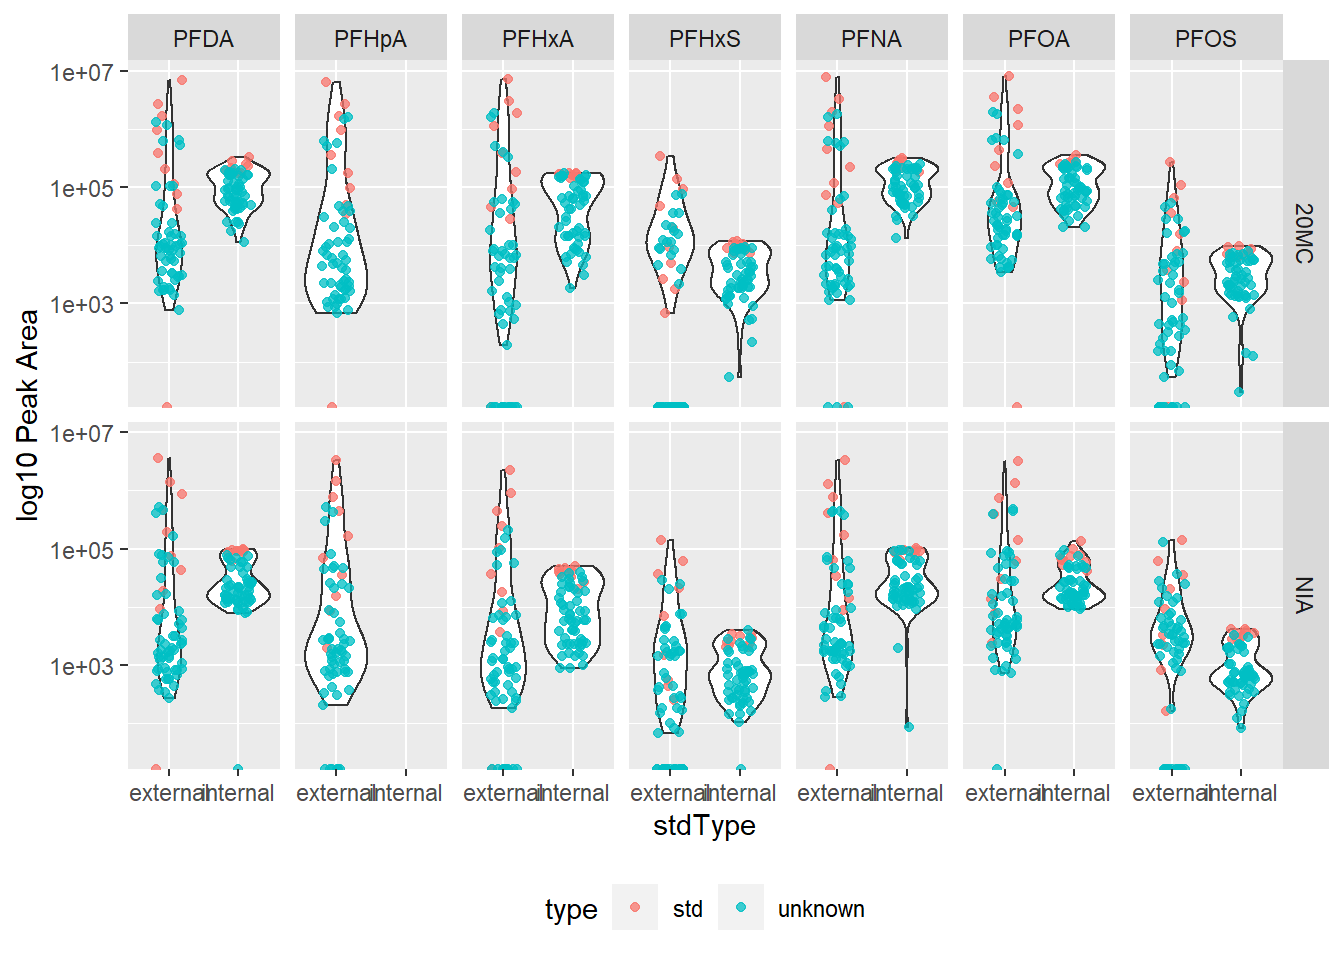 PFDA PFHpA PFHxA PFHxS PFNA PFOA PFOS
1e+07
1e+05
1e+03
20MC
log10 Peak Area
1e+07
1e+05
1e+03
NIA
external internal external internal external internal external internal external internal external internal external internal
stdType
type std unknown